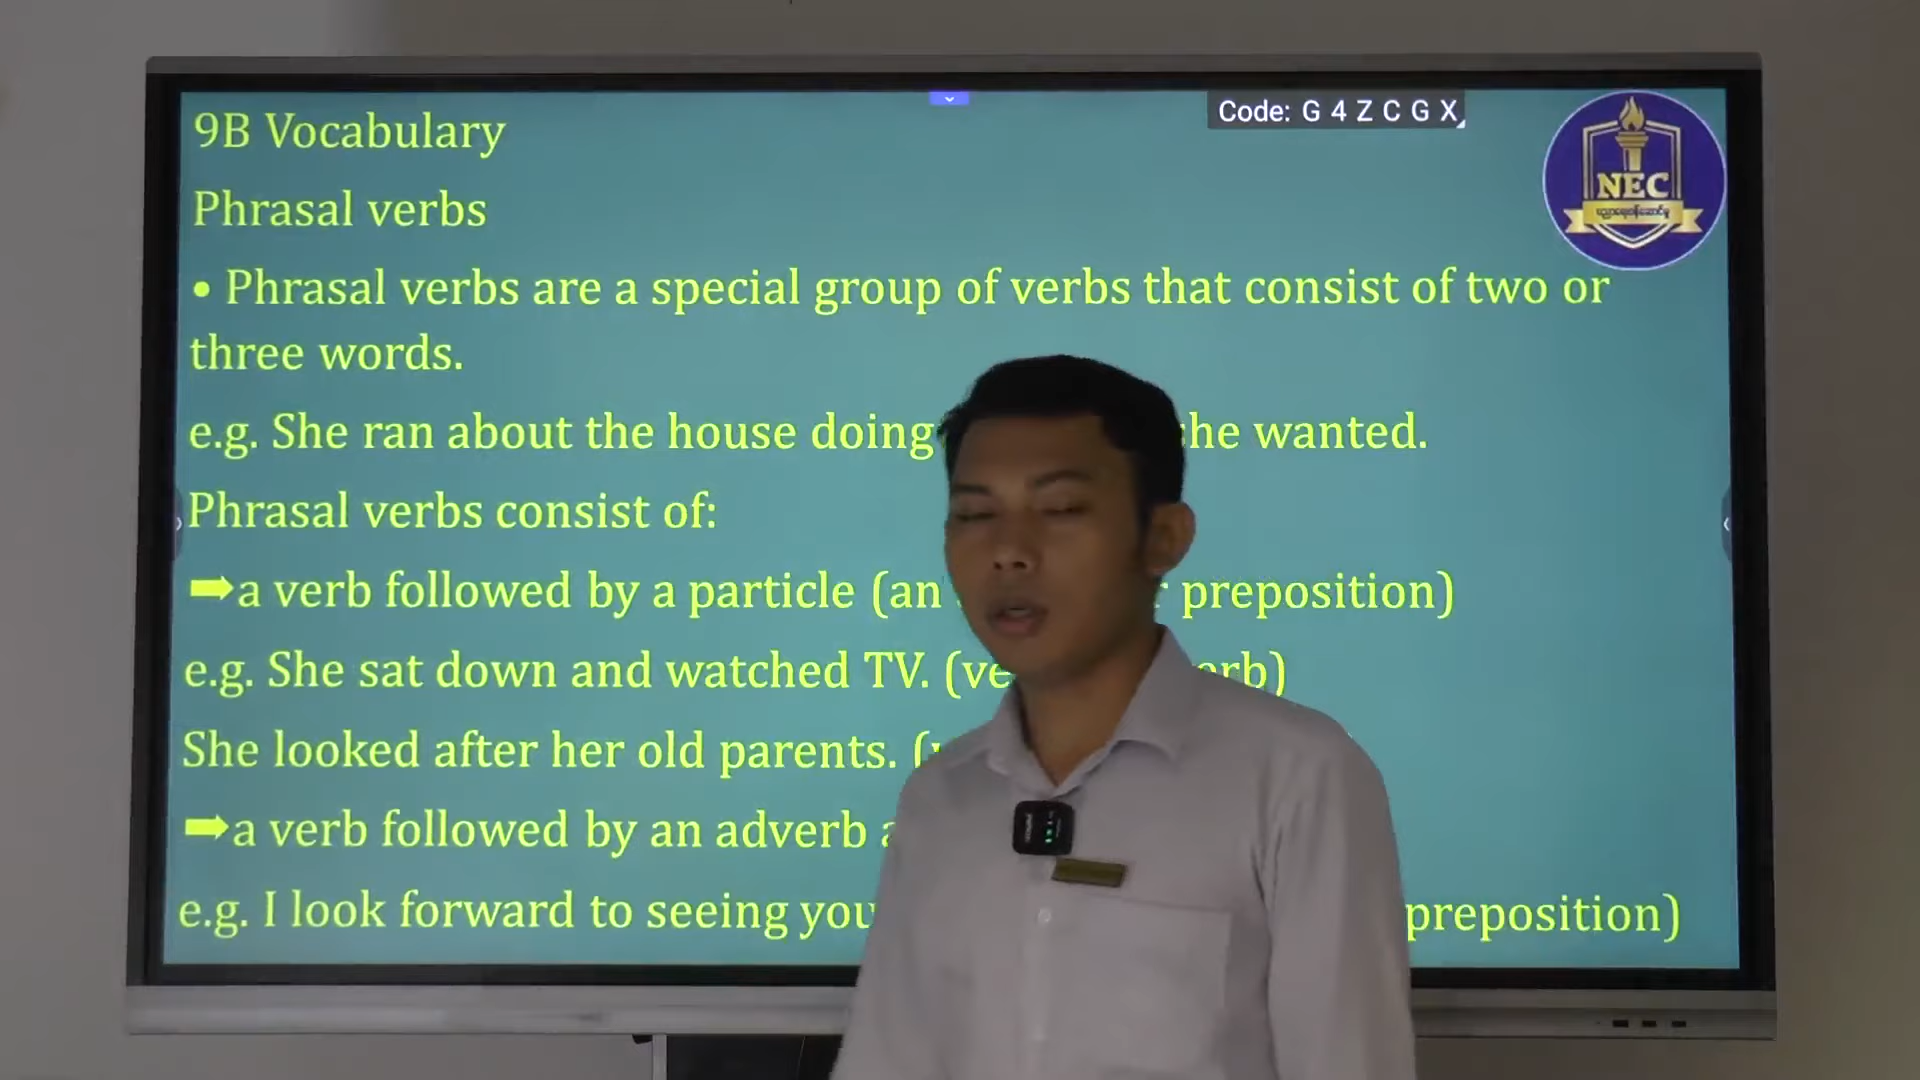 9B Vocabulary
Code: G 4 Z C G X
NEC
Phrasal verbs
• Phrasal verbs are a special group of verbs that consist of two or
three words.
e.g. She ran about the house doing she wanted.
Phrasal verbs consist of:
➡a verb followed by a particle (an preposition)
e.g. She sat down and watched TV.
She looked after her old parents.
➡a verb followed by an adverb
e.g. I look forward to seeing you preposition)